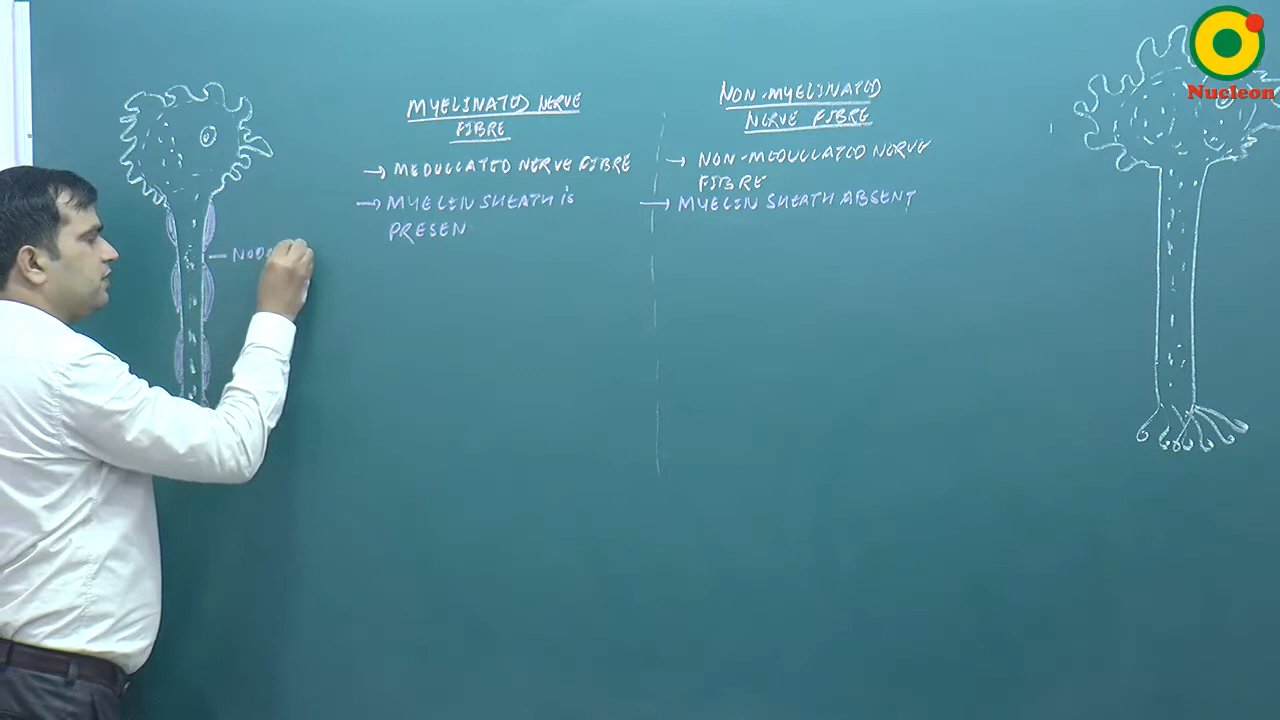 Nucleon
MYELINATED NERVE
FIBRE
NON-MYELINATED
NERVE FIBRE
→ MEDULLATED NERVE FIBRE
→ NON-MEDULLATED NERVE
FIBRE
→ MYELIN SHEATH IS
PRESEN
→ MYELIN SHEATH ABSENT